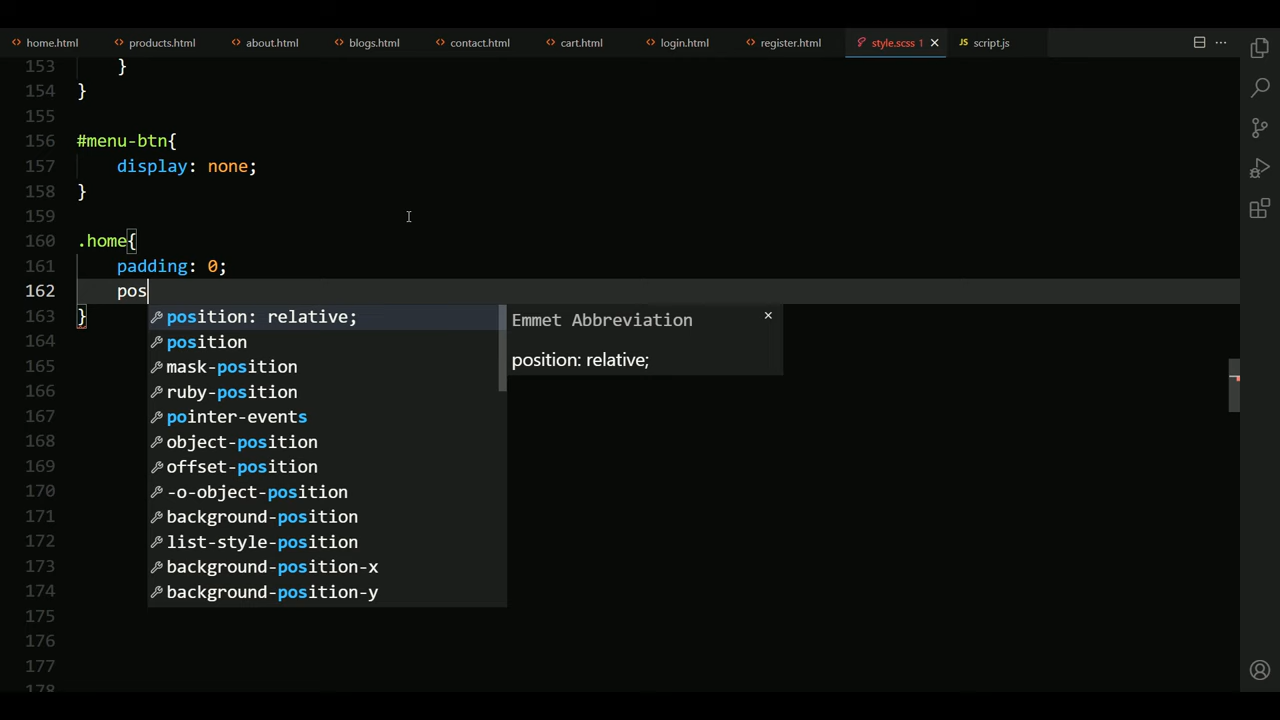 home.html products.html about.html blogs.html contact.html cart.html login.html register.html style.scss 1 JS script.js
153 }
154 }
155
156 #menu-btn{
157 display: none;
158 }
159
160 .home{
161 padding: 0;
162 pos
163 } position: relative; Emmet Abbreviation
164 position
165 mask-position position: relative;
166 ruby-position
167 pointer-events
168 object-position
169 offset-position
170 -o-object-position
171 background-position
172 list-style-position
173 background-position-x
174 background-position-y
175
176
177
178